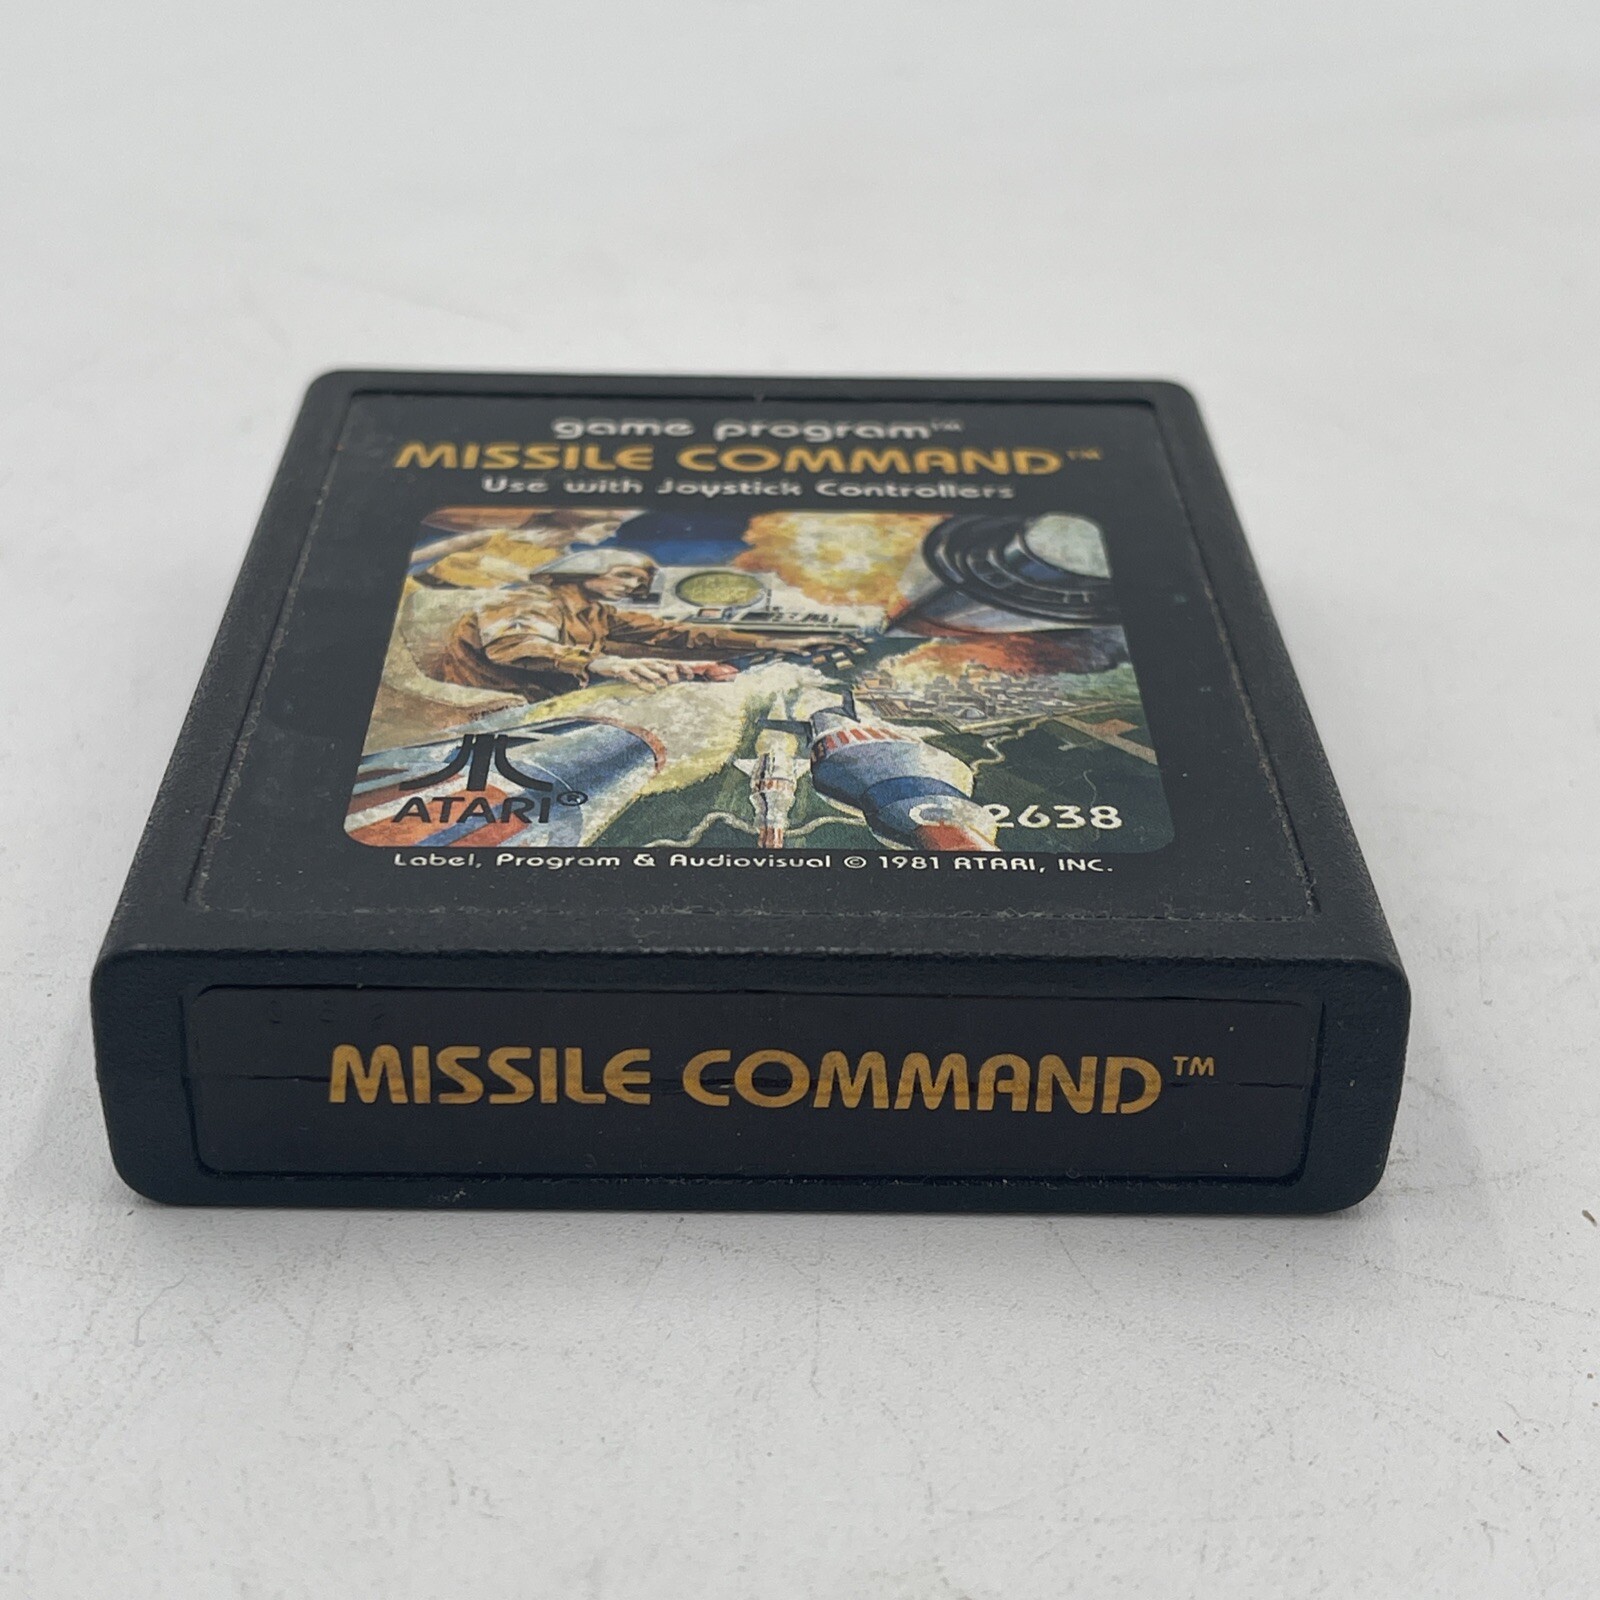 game program™
MISSILE COMMAND™
Use with Joystick Controllers
ATARI®
2638
Label, Program & Audiovisual © 1981 ATARI, INC.
MISSILE COMMAND™